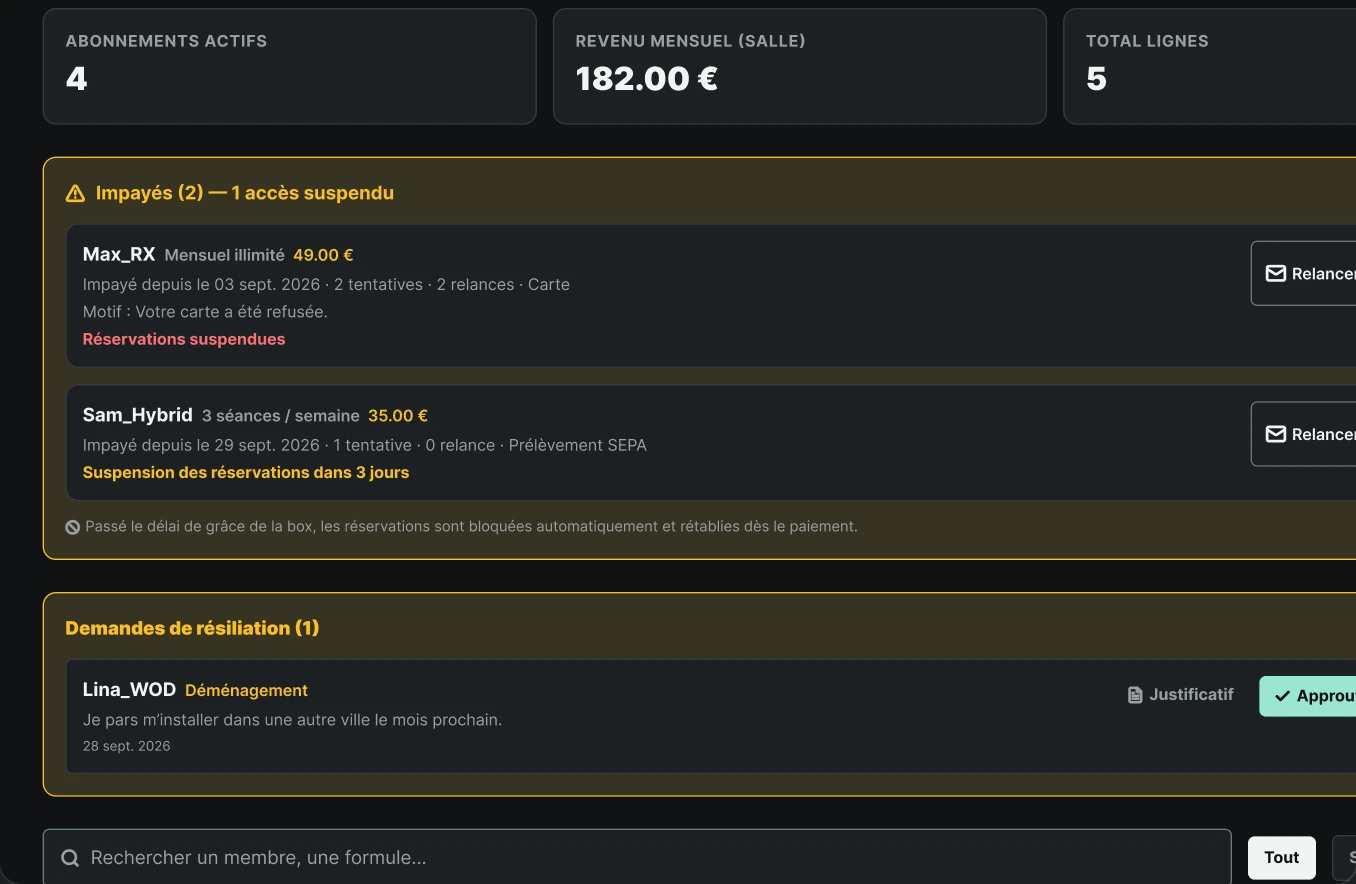 ABONNEMENTS ACTIFS
4
REVENU MENSUEL (SALLE)
182.00 €
TOTAL LIGNES
5
Impayés (2) — 1 accès suspendu
Max_RX Mensuel illimité 49.00 €
Impayé depuis le 03 sept. 2026 · 2 tentatives · 2 relances · Carte
Motif : Votre carte a été refusée.
Réservations suspendues
Relancer
Sam_Hybrid 3 séances / semaine 35.00 €
Impayé depuis le 29 sept. 2026 · 1 tentative · 0 relance · Prélèvement SEPA
Suspension des réservations dans 3 jours
Relancer
Passé le délai de grâce de la box, les réservations sont bloquées automatiquement et rétablies dès le paiement.
Demandes de résiliation (1)
Lina_WOD Déménagement
Je pars m’installer dans une autre ville le mois prochain.
28 sept. 2026
Justificatif
Approu
Rechercher un membre, une formule...
Tout